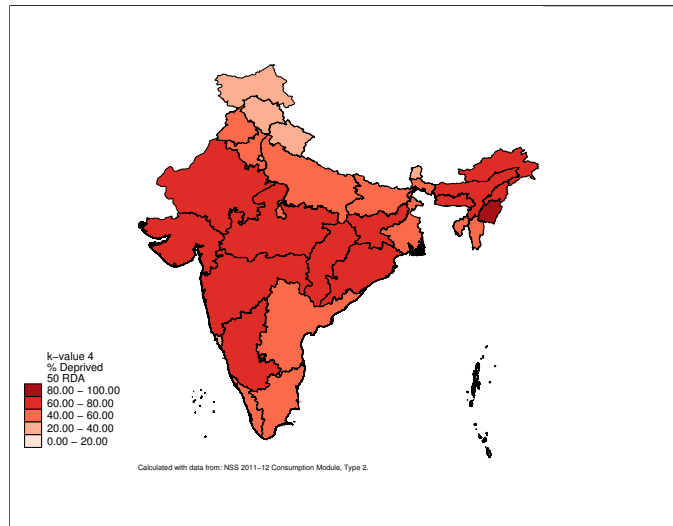 k−value 4
% Deprived
50 RDA
80.00 − 100.00
60.00 − 80.00
40.00 − 60.00
20.00 − 40.00
0.00 − 20.00
Calculated with data from: NSS 2011−12 Consumption Module, Type 2.